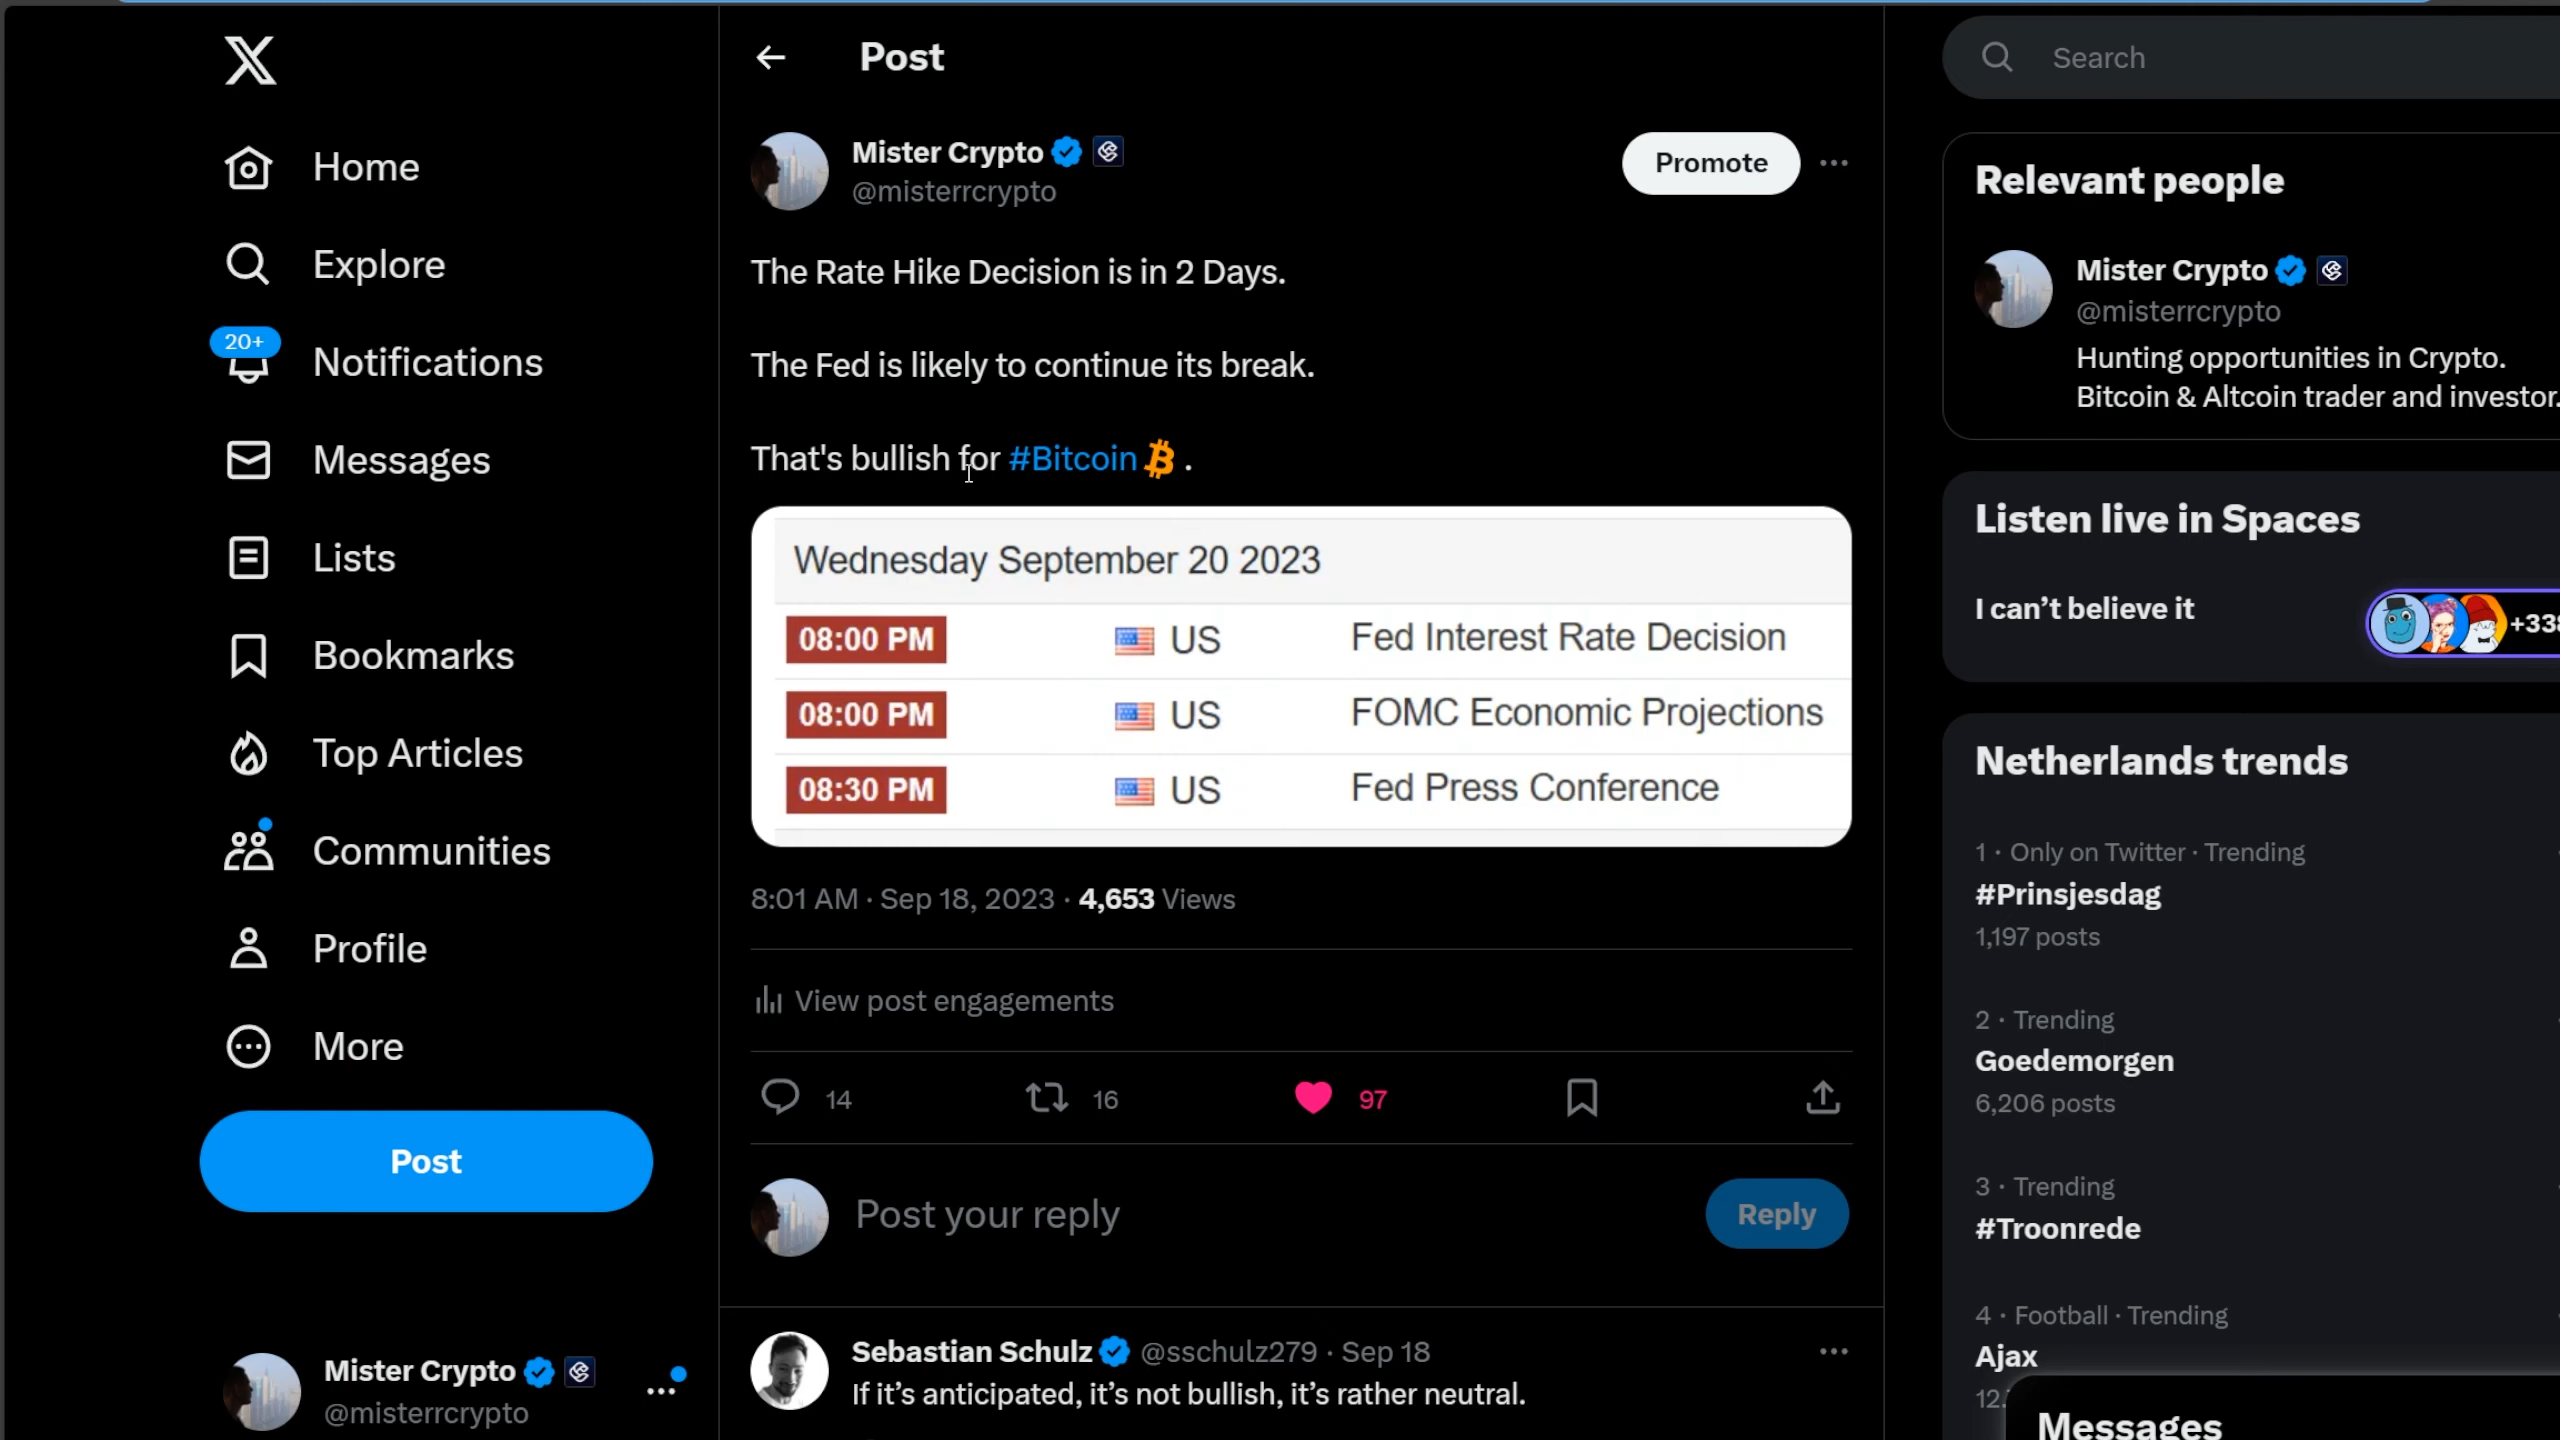 Home
Explore
20+
Notifications
Messages
Lists
Bookmarks
Top Articles
Communities
Profile
More
Post
Mister Crypto
@misterrcrypto
Post
Mister Crypto
@misterrcrypto
Promote
The Rate Hike Decision is in 2 Days.
The Fed is likely to continue its break.
That's bullish for #Bitcoin .
Wednesday September 20 2023
08:00 PM US Fed Interest Rate Decision
08:00 PM US FOMC Economic Projections
08:30 PM US Fed Press Conference
8:01 AM · Sep 18, 2023 · 4,653 Views
View post engagements
14 16 97
Post your reply
Reply
Sebastian Schulz @sschulz279 · Sep 18
If it’s anticipated, it’s not bullish, it’s rather neutral.
Search
Relevant people
Mister Crypto
@misterrcrypto
Hunting opportunities in Crypto.
Bitcoin & Altcoin trader and investor.
Listen live in Spaces
I can’t believe it
Netherlands trends
1 · Only on Twitter · Trending
#Prinsjesdag
1,197 posts
2 · Trending
Goedemorgen
6,206 posts
3 · Trending
#Troonrede
4 · Football · Trending
Ajax
Messages